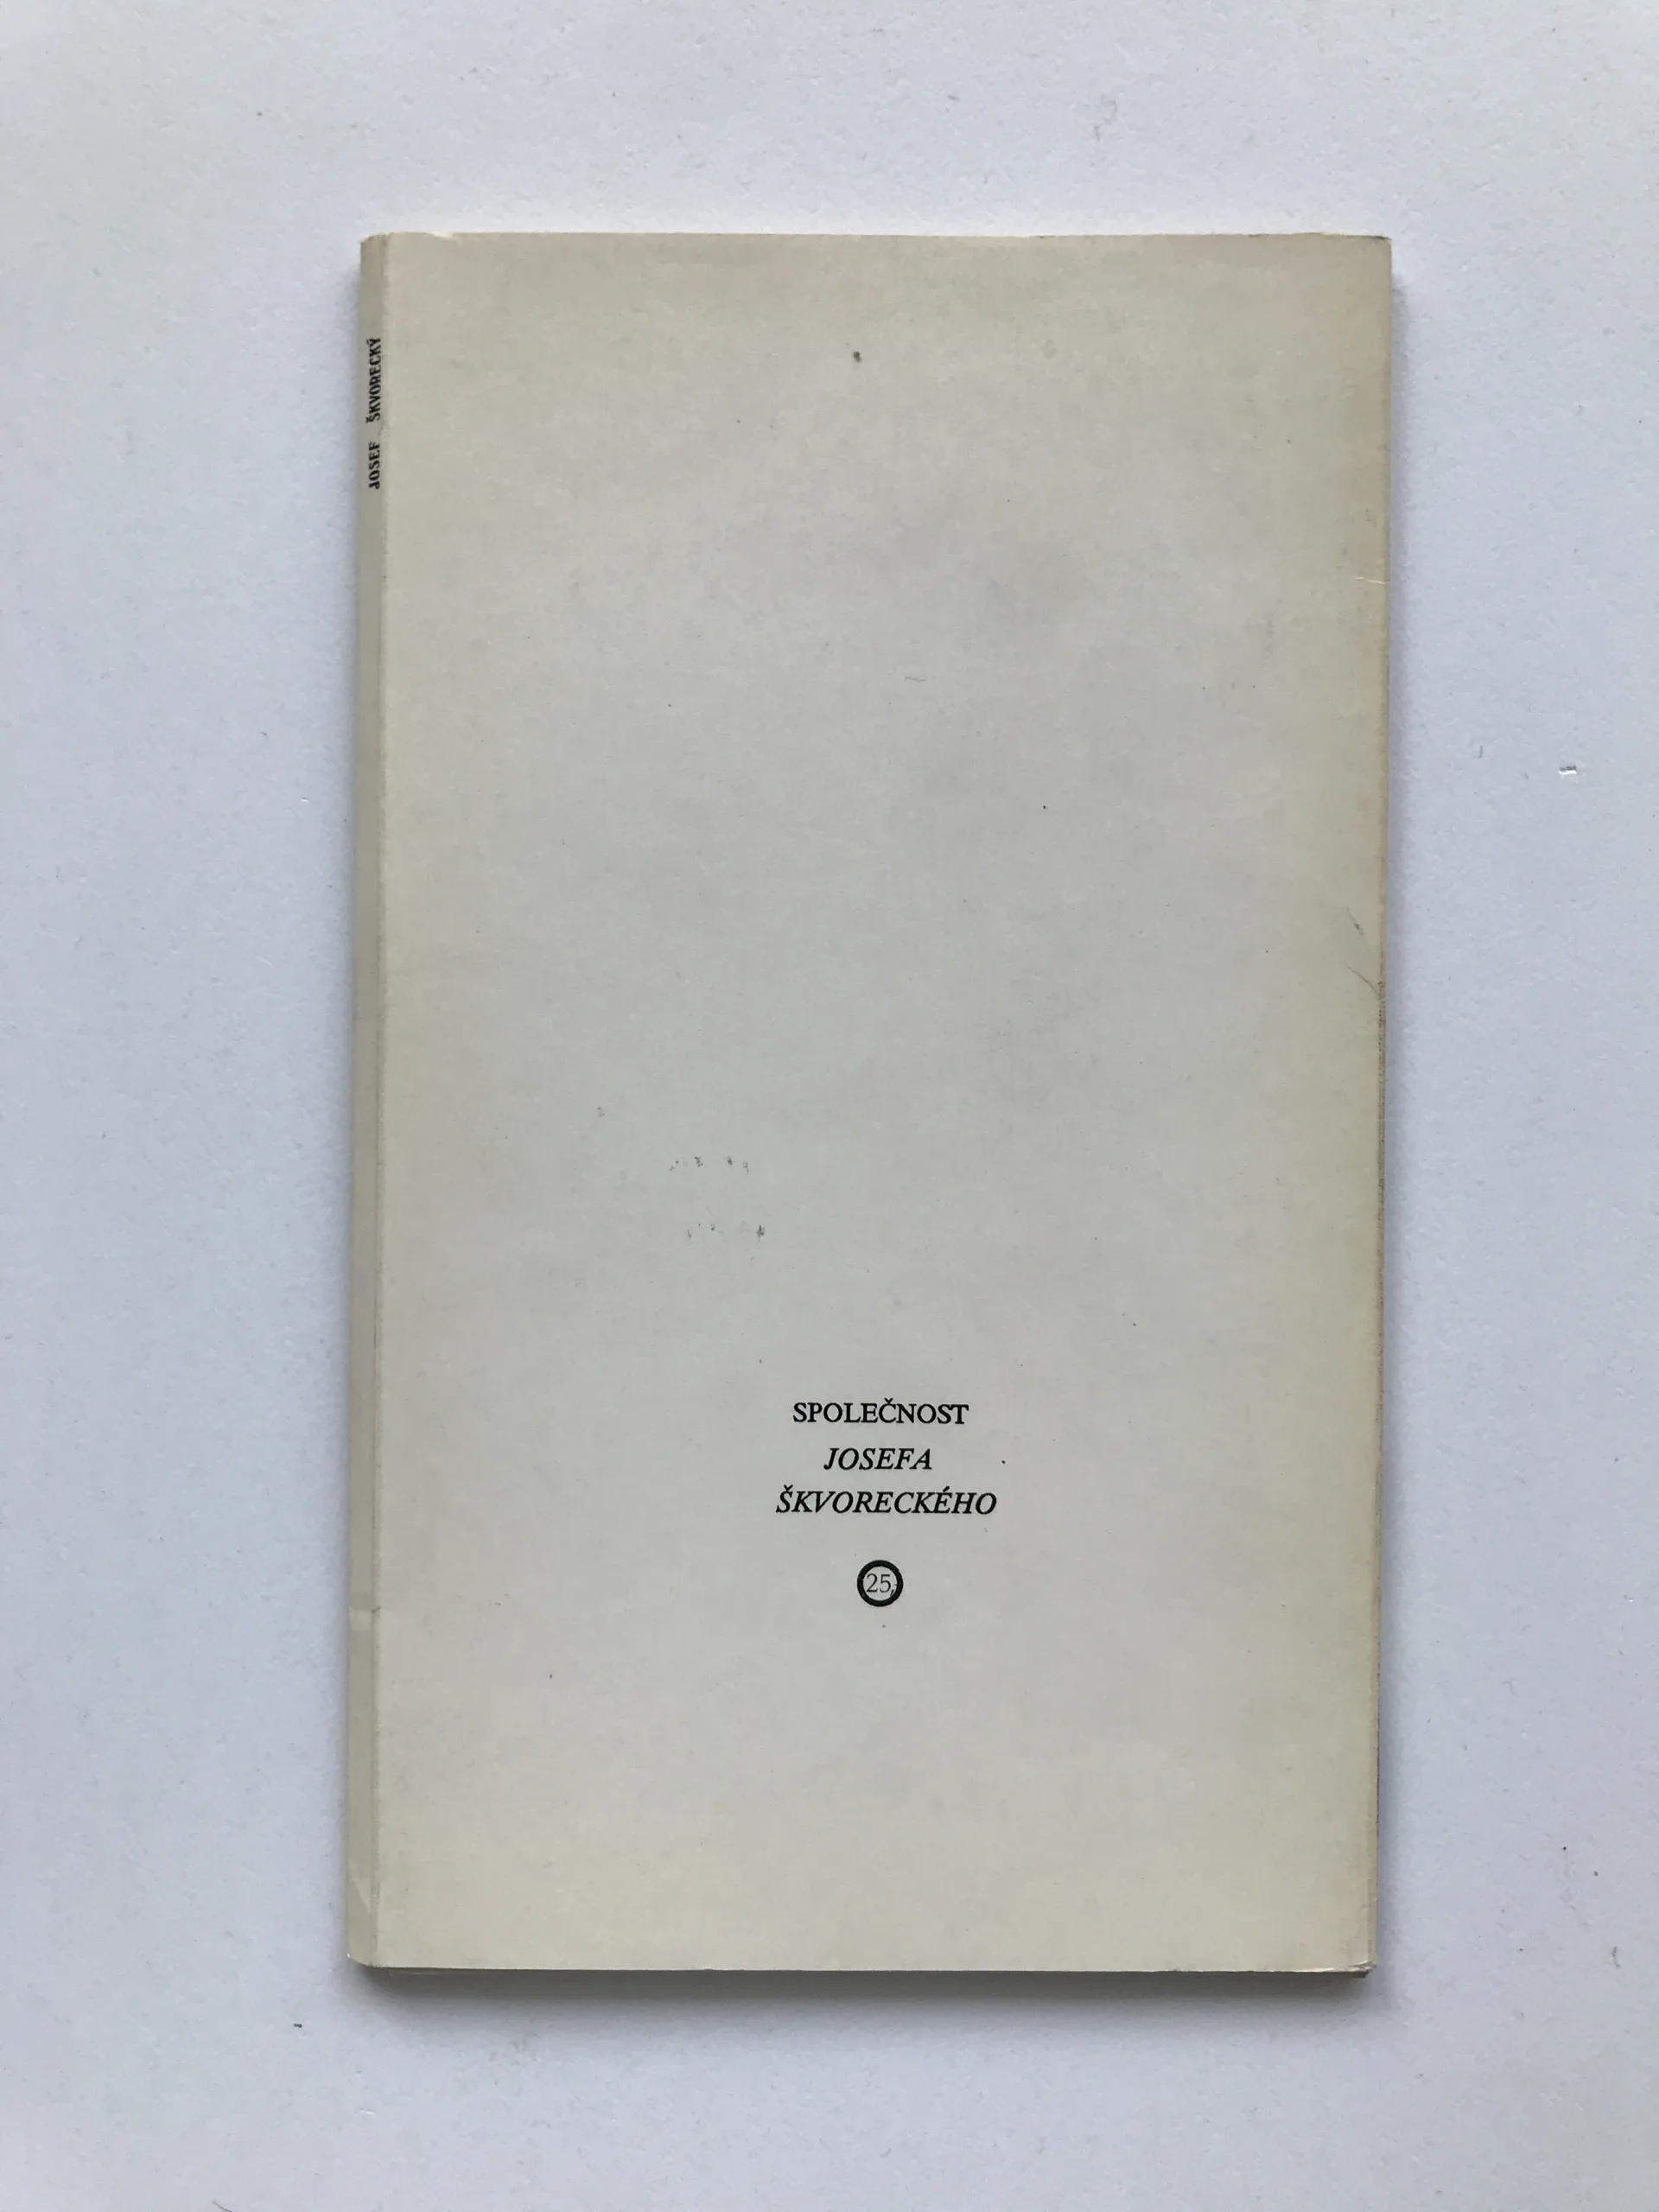 JOSEF ŠKVORECKÝ
SPOLEČNOST
JOSEFA
ŠKVORECKÉHO
25,-